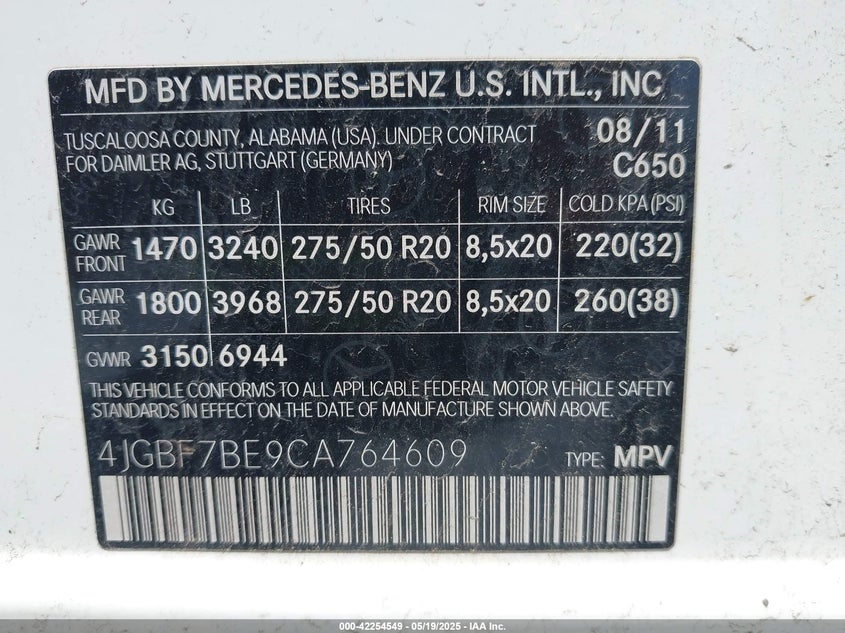 MFD BY MERCEDES-BENZ U.S. INTL., INC
TUSCALOOSA COUNTY, ALABAMA (USA). UNDER CONTRACT 08/11
FOR DAIMLER AG, STUTTGART (GERMANY) C650
KG LB TIRES RIM SIZE COLD KPA (PSI)
GAWR FRONT 1470 3240 275/50 R20 8,5x20 220(32)
GAWR REAR 1800 3968 275/50 R20 8,5x20 260(38)
GVWR 3150 6944
THIS VEHICLE CONFORMS TO ALL APPLICABLE FEDERAL MOTOR VEHICLE SAFETY
STANDARDS IN EFFECT ON THE DATE OF MANUFACTURE SHOWN ABOVE.
4JGBF7BE9CA764609 TYPE: MPV
000-42254549 — 05/19/2025 — IAA Inc.